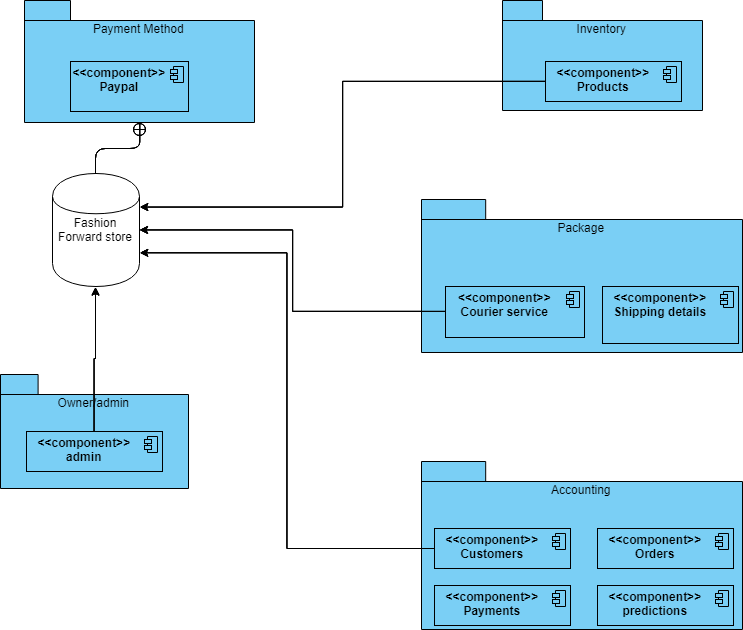 Payment Method
<<component>>
Paypal
Inventory
<<component>>
Products
Fashion
Forward store
Package
<<component>>
Courier service
<<component>>
Shipping details
Owner/admin
<<component>>
admin
Accounting
<<component>>
Customers
<<component>>
Orders
<<component>>
Payments
<<component>>
predictions